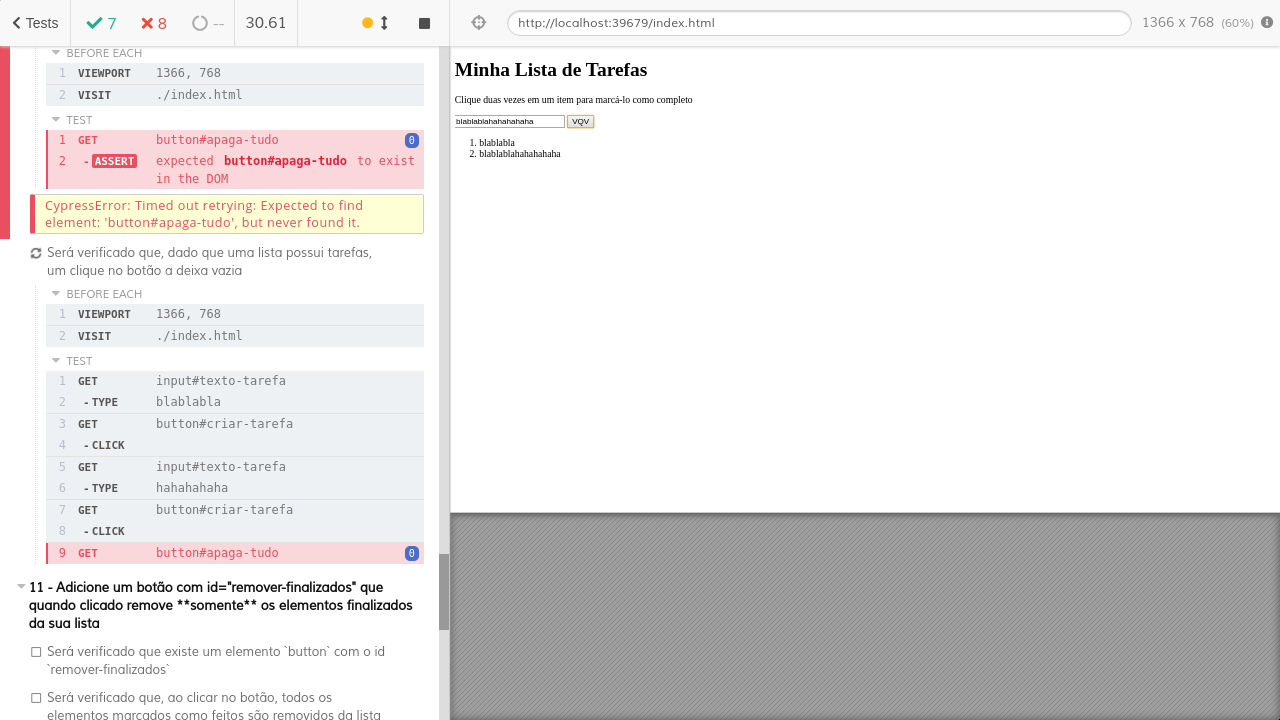 Tests
7
8
--
30.61
http://localhost:39679/index.html
1366 x 768 (60%)
BEFORE EACH
1 VIEWPORT 1366, 768
2 VISIT ./index.html
TEST
1 GET button#apaga-tudo 0
2 -ASSERT expected button#apaga-tudo to exist
in the DOM
CypressError: Timed out retrying: Expected to find
element: 'button#apaga-tudo', but never found it.
Será verificado que, dado que uma lista possui tarefas,
um clique no botão a deixa vazia
BEFORE EACH
1 VIEWPORT 1366, 768
2 VISIT ./index.html
TEST
1 GET input#texto-tarefa
2 -TYPE blablabla
3 GET button#criar-tarefa
4 -CLICK
5 GET input#texto-tarefa
6 -TYPE hahahahaha
7 GET button#criar-tarefa
8 -CLICK
9 GET button#apaga-tudo 0
11 - Adicione um botão com id="remover-finalizados" que
quando clicado remove **somente** os elementos finalizados
da sua lista
Será verificado que existe um elemento `button` com o id
`remover-finalizados`
Será verificado que, ao clicar no botão, todos os
elementos marcados como feitos são removidos da lista
Minha Lista de Tarefas
Clique duas vezes em um item para marcá-lo como completo
blablablahahahahaha VQV
1. blablabla
2. blablablahahahahaha